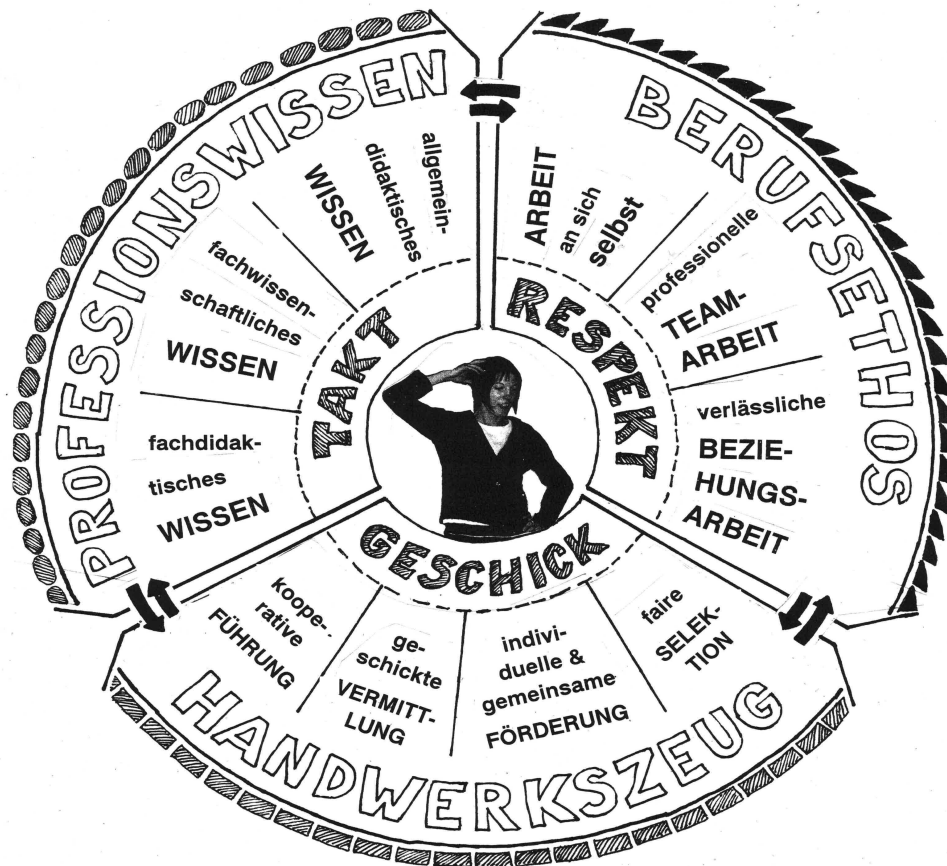 PROFESSIONSWISSEN
allgemein-
didaktisches
WISSEN
fachwissen-
schaftliches
WISSEN
fachdidak-
tisches
WISSEN
TAKT
BERUFSETHOS
ARBEIT
an sich
selbst
professionelle
TEAM-
ARBEIT
verlässliche
BEZIE-
HUNGS-
ARBEIT
RESPEKT
HANDWERKSZEUG
koope-
rative
FÜHRUNG
ge-
schickte
VERMITT-
LUNG
indivi-
duelle &
gemeinsame
FÖRDERUNG
faire
SELEK-
TION
GESCHICK